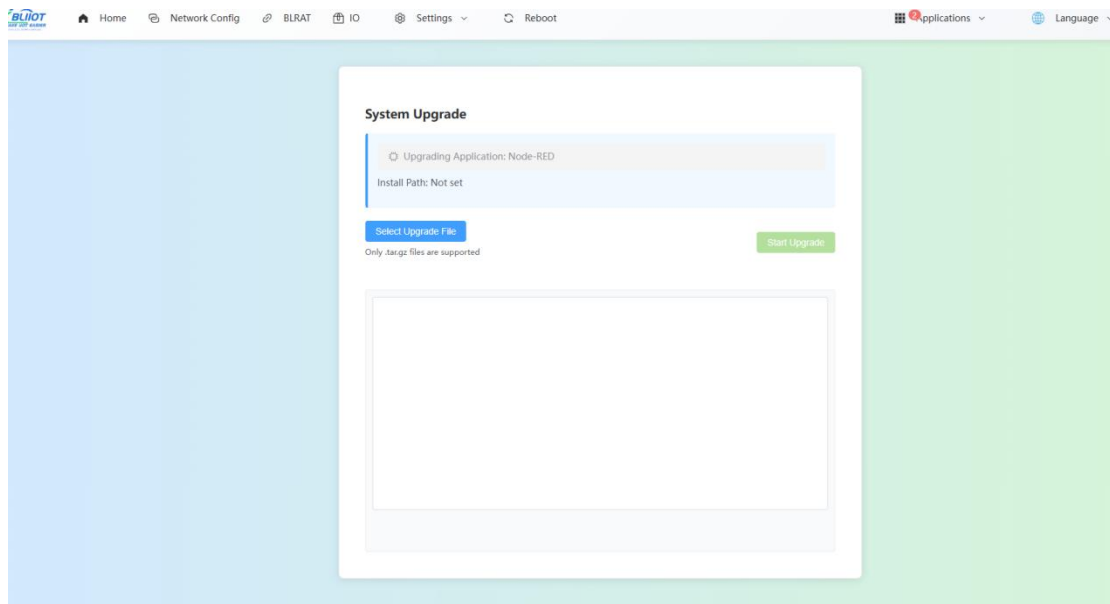 BLIIOT
Home
Network Config
BLRAT
IO
Settings
Reboot
2
Applications
Language
System Upgrade
Upgrading Application: Node-RED
Install Path: Not set
Select Upgrade File
Start Upgrade
Only .tar.gz files are supported